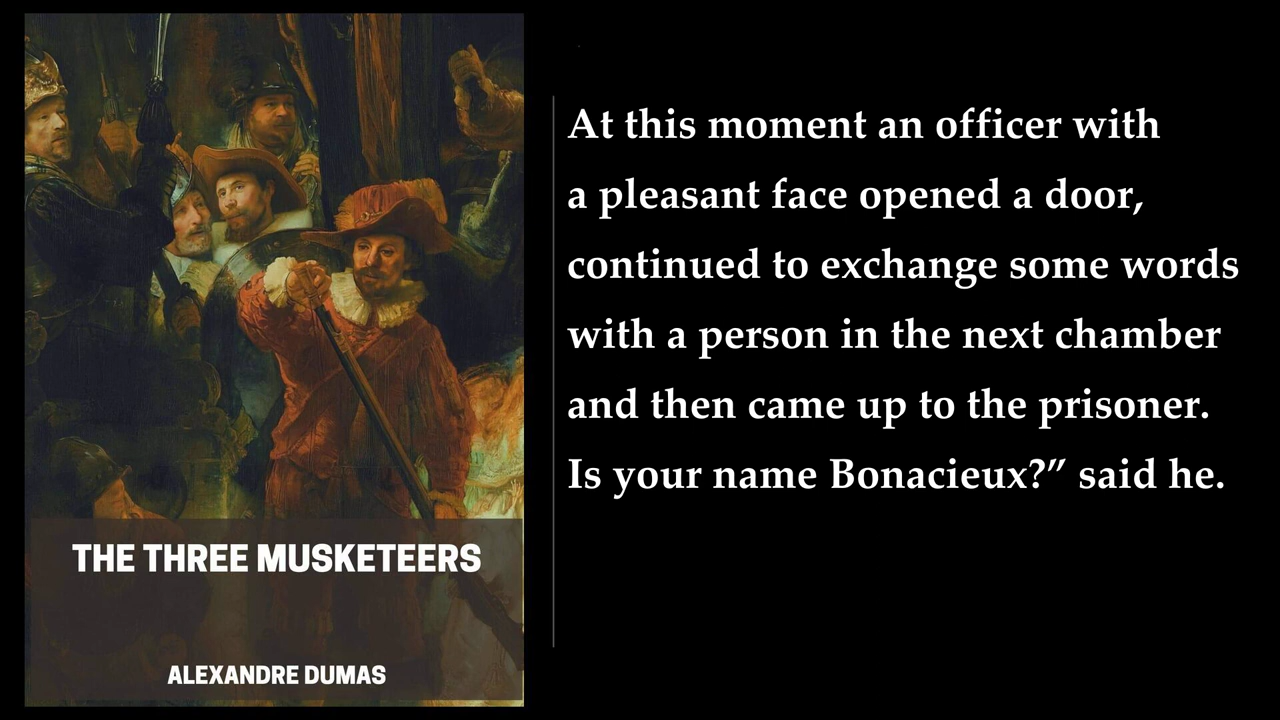 THE THREE MUSKETEERS
ALEXANDRE DUMAS
At this moment an officer with
a pleasant face opened a door,
continued to exchange some words
with a person in the next chamber
and then came up to the prisoner.
Is your name Bonacieux?” said he.